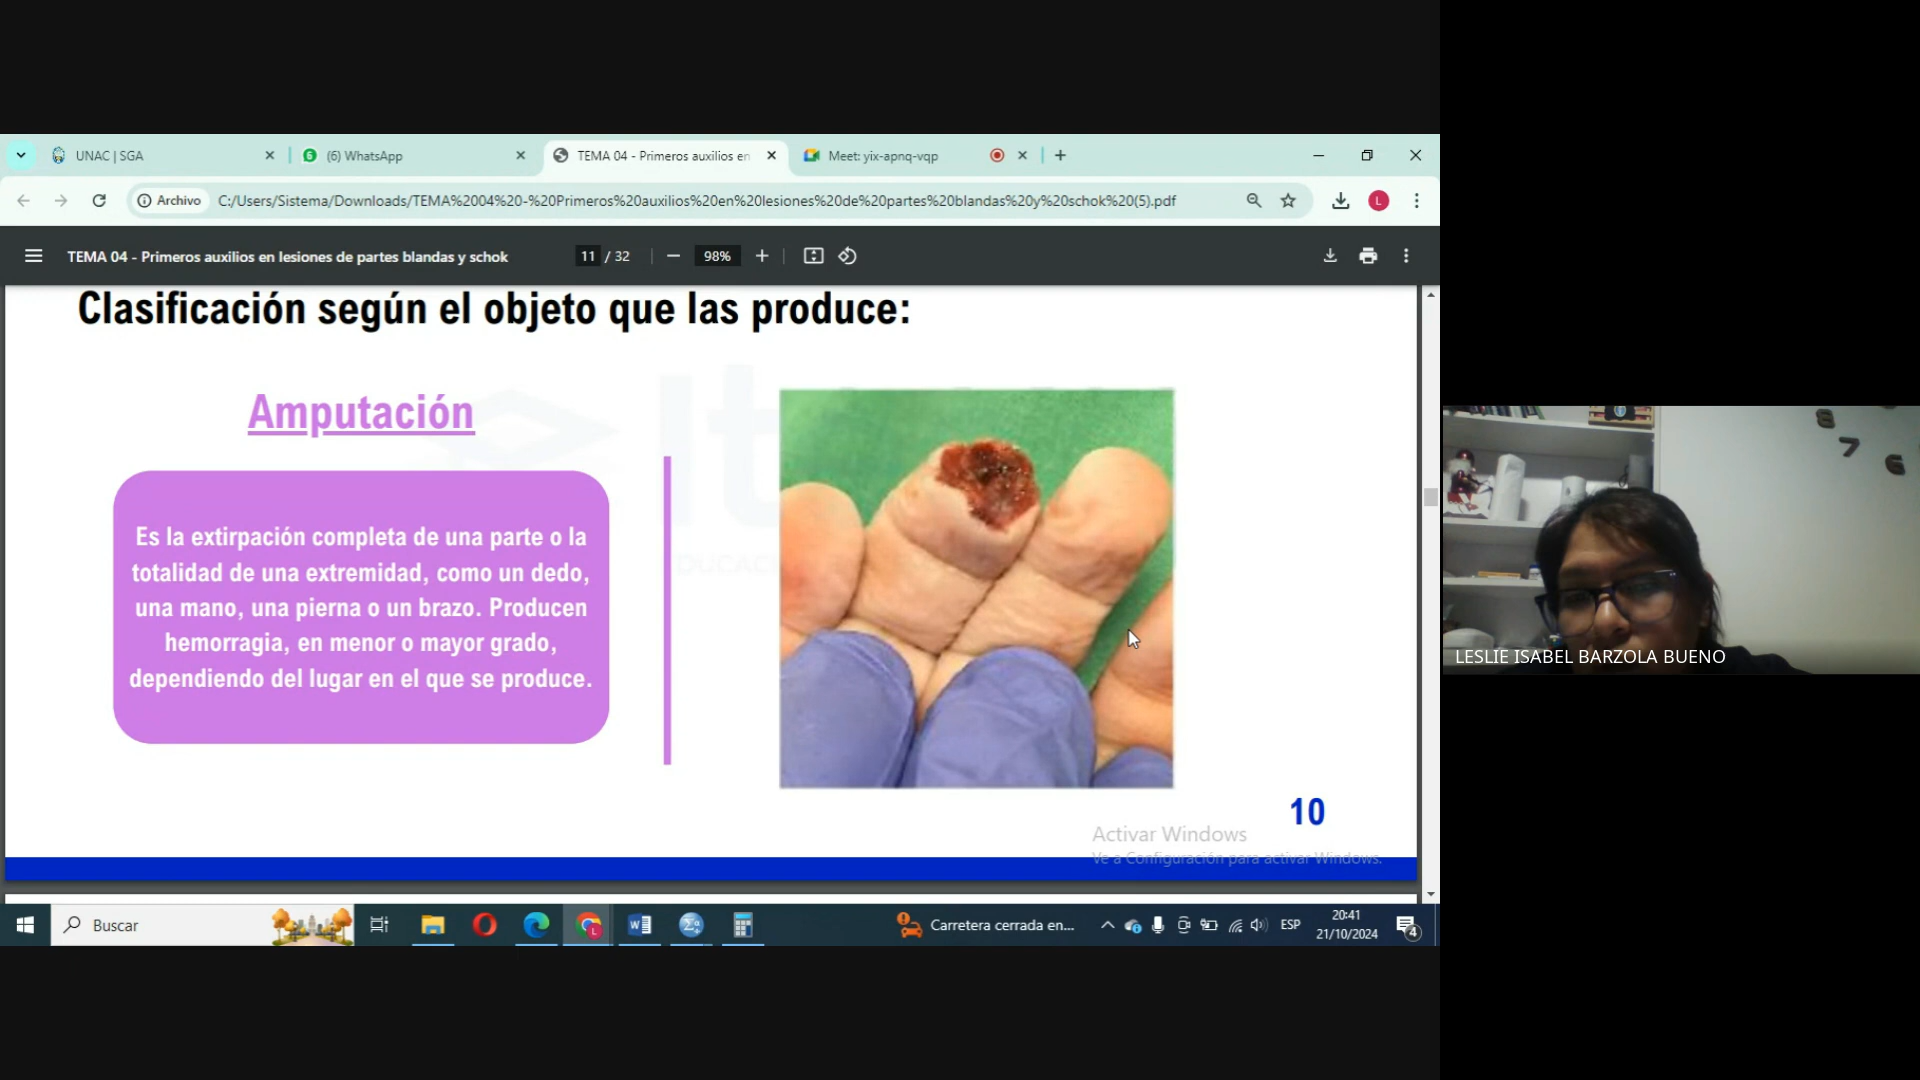 UNAC | SGA
(6) WhatsApp
TEMA 04 - Primeros auxilios en
Meet: yix-apnq-vqp
Archivo
C:/Users/Sistema/Downloads/TEMA%2004%20-%20Primeros%20auxilios%20en%20lesiones%20de%20partes%20blandas%20y%20schok%20(5).pdf
L
TEMA 04 - Primeros auxilios en lesiones de partes blandas y schok
11 / 32
98%
Clasificación según el objeto que las produce:
Amputación
Es la extirpación completa de una parte o la
totalidad de una extremidad, como un dedo,
una mano, una pierna o un brazo. Producen
hemorragia, en menor o mayor grado,
dependiendo del lugar en el que se produce.
10
Activar Windows
Ve a Configuración para activar Windows.
Buscar
Carretera cerrada en...
ESP
20:41
21/10/2024
4
8
7
6
LESLIE ISABEL BARZOLA BUENO